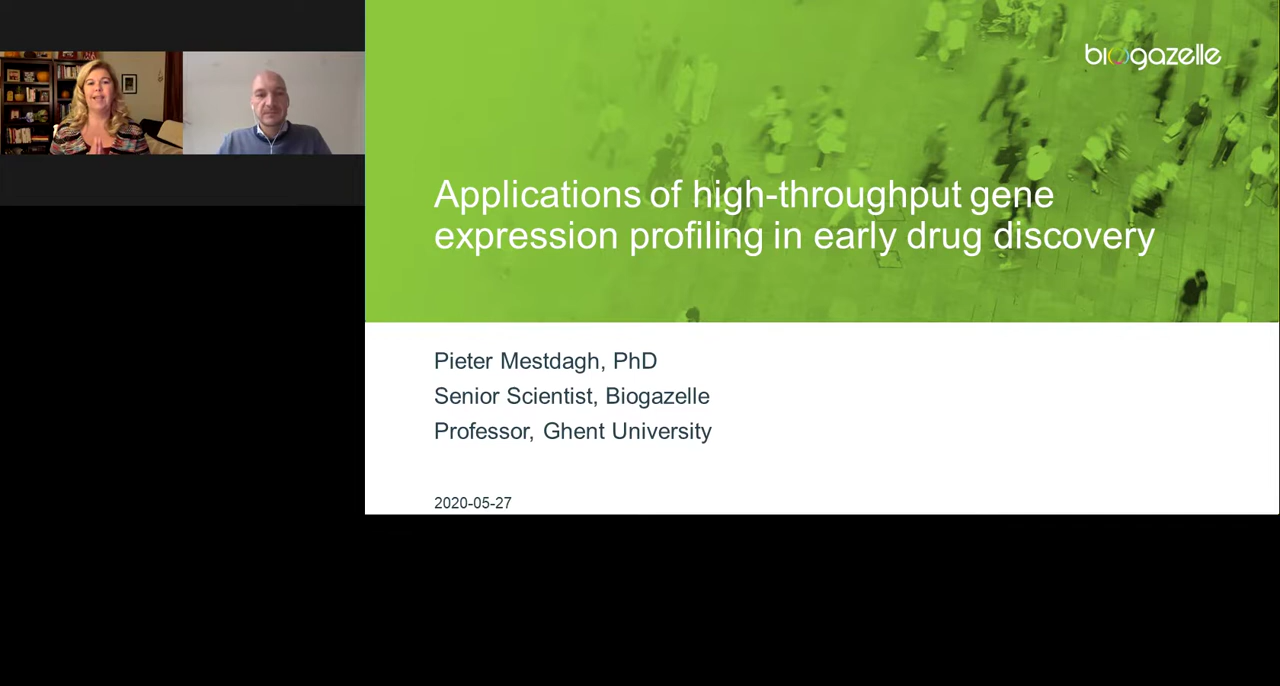 biogazelle
Applications of high-throughput gene
expression profiling in early drug discovery
Pieter Mestdagh, PhD
Senior Scientist, Biogazelle
Professor, Ghent University
2020-05-27